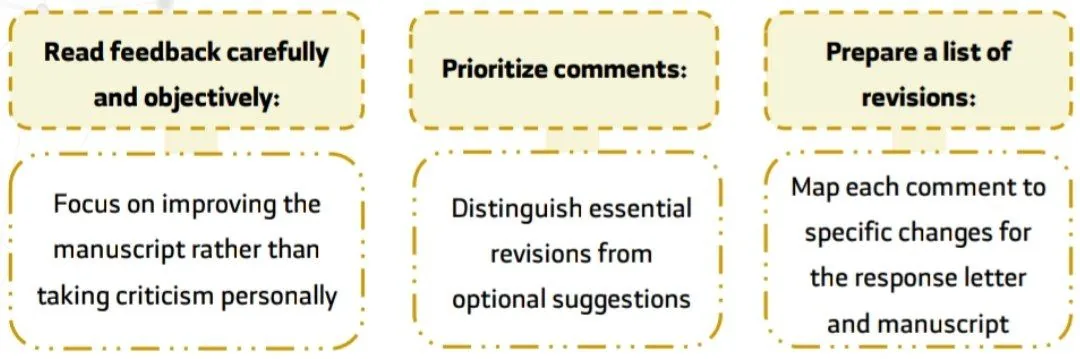 Read feedback carefully
and objectively:
Focus on improving the
manuscript rather than
taking criticism personally
Prioritize comments:
Distinguish essential
revisions from
optional suggestions
Prepare a list of
revisions:
Map each comment to
specific changes for
the response letter
and manuscript